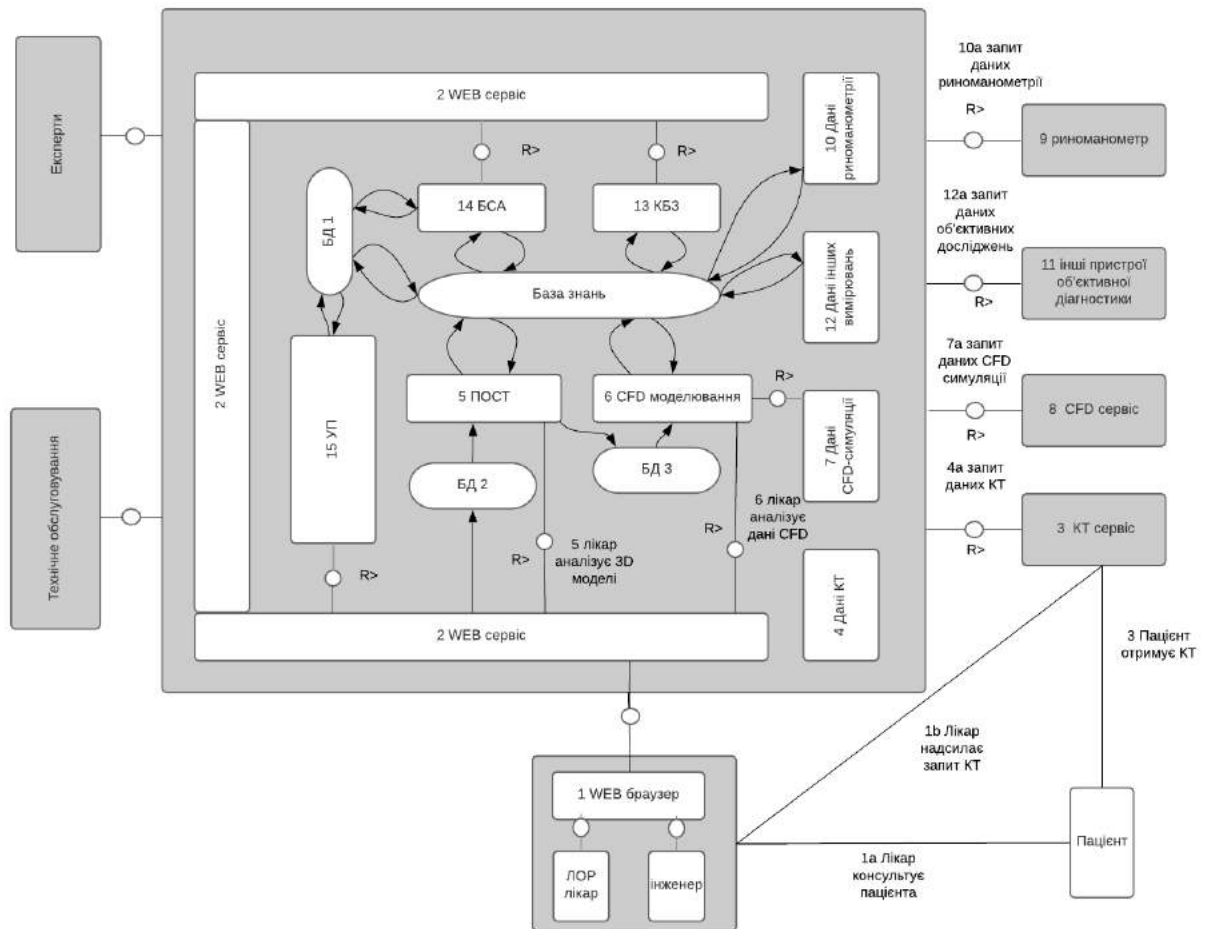 Експерти
Технічне обслуговування
2 WEB сервіс
2 WEB сервіс
R>
R>
14 БСА
13 КБЗ
БД 1
База знань
10 Дані
риноманометрії
12 Дані інших
вимірювань
15 УП
5 ПОСТ
6 CFD моделювання
R>
7 Дані
CFD-симуляції
БД 2
БД 3
6 лікар
аналізує
дані CFD
R>
R>
5 лікар
аналізує 3D
моделі
R>
4 Дані КТ
2 WEB сервіс
10а запит
даних
риноманометрії
R>
9 риноманометр
12а запит
даних
об'єктивних
досліджень
R>
11 інші пристрої
об'єктивної
діагностики
7а запит
даних CFD
симуляції
R>
8 CFD сервіс
4а запит
даних КТ
R>
3 КТ сервіс
3 Пацієнт
отримує КТ
1b Лікар
надсилає
запит КТ
1 WEB браузер
ЛОР
лікар
інженер
1а Лікар
консультує
пацієнта
Пацієнт